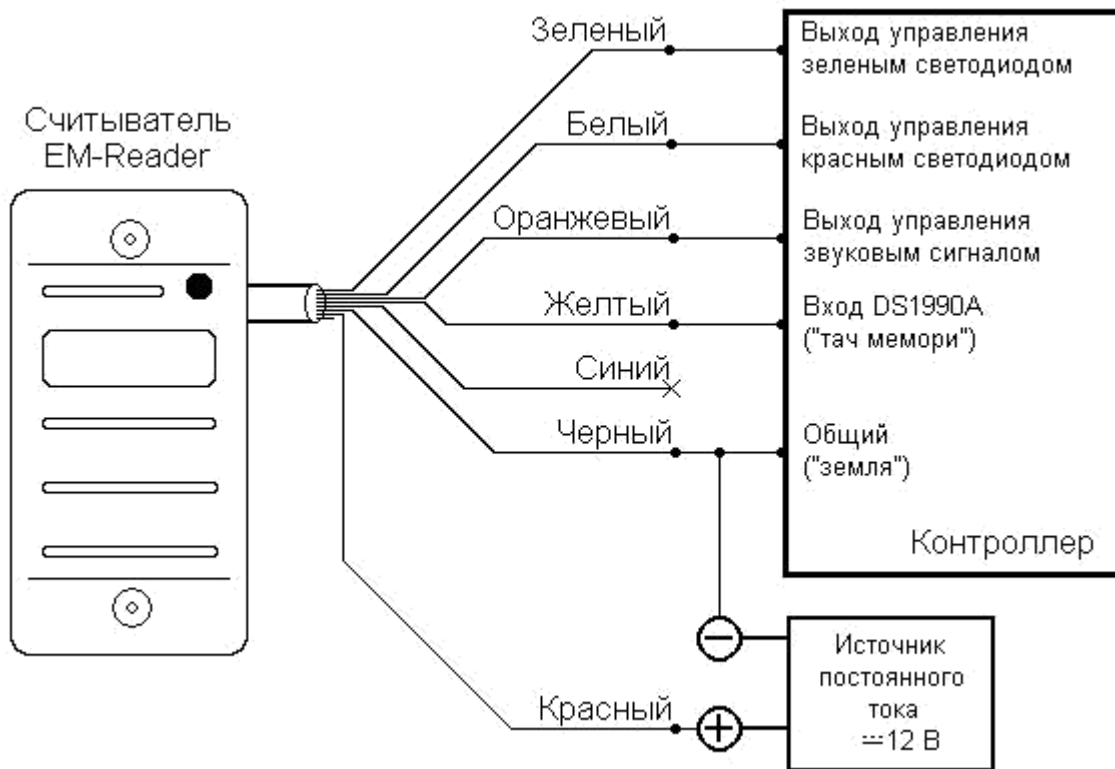 Считыватель
EM-Reader
Зеленый
Белый
Оранжевый
Желтый
Синий
Черный
Красный
Выход управления
зеленым светодиодом
Выход управления
красным светодиодом
Выход управления
звуковым сигналом
Вход DS1990A
("тач мемори")
Общий
("земля")
Контроллер
Источник
постоянного
тока
⎓12 В